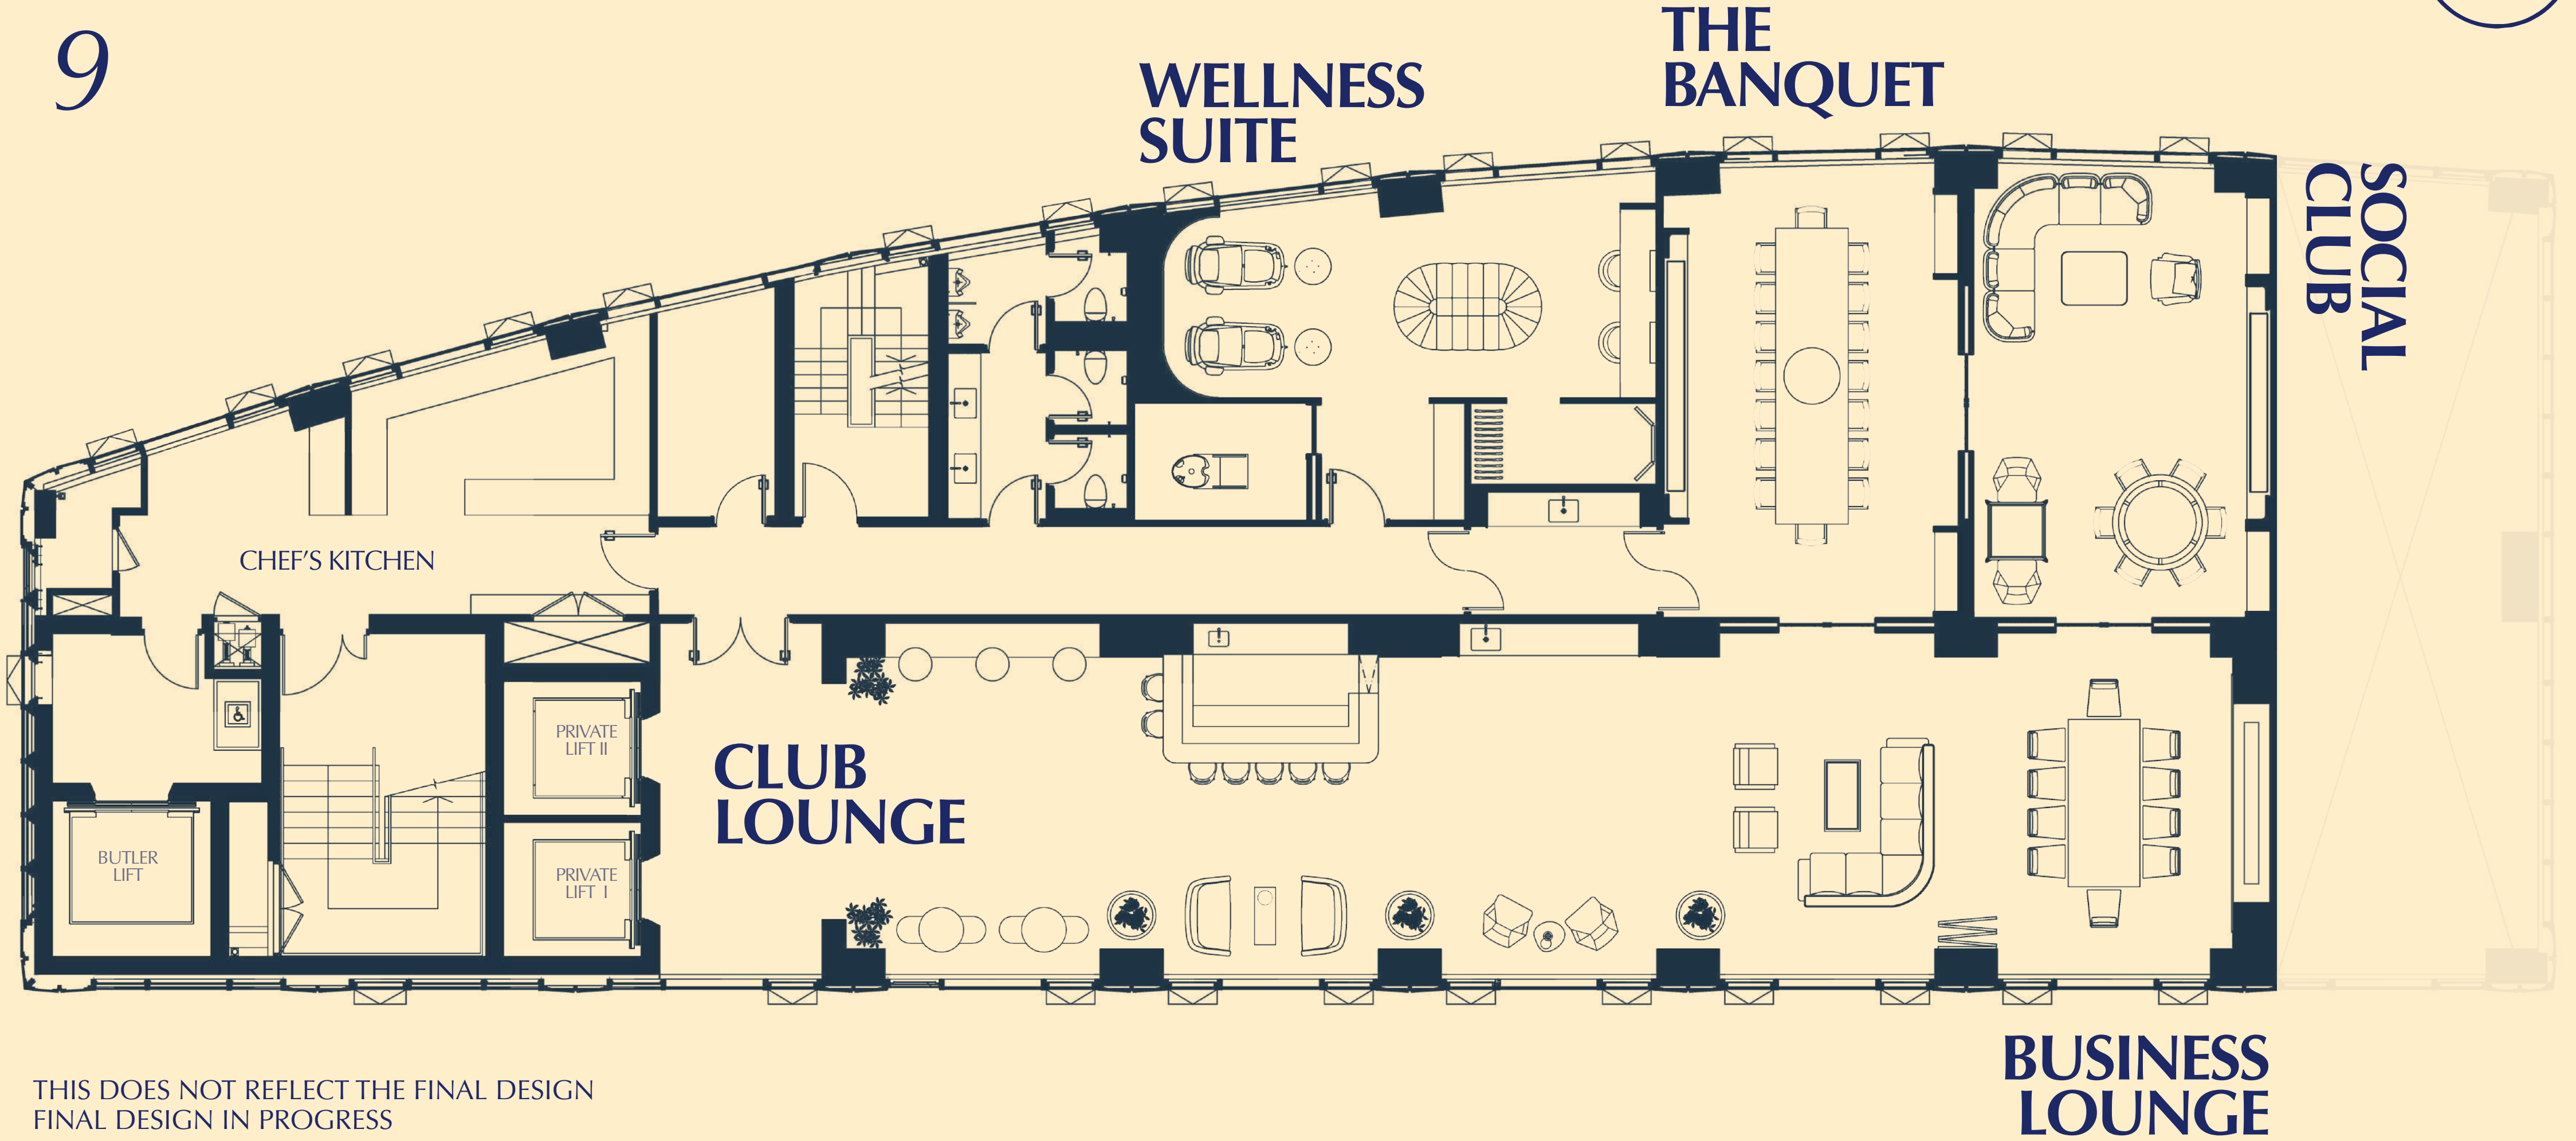 9
WELLNESS
SUITE
THE
BANQUET
SOCIAL
CLUB
CHEF'S KITCHEN
PRIVATE
LIFT II
CLUB
LOUNGE
BUTLER
LIFT
PRIVATE
LIFT I
BUSINESS
LOUNGE
THIS DOES NOT REFLECT THE FINAL DESIGN
FINAL DESIGN IN PROGRESS